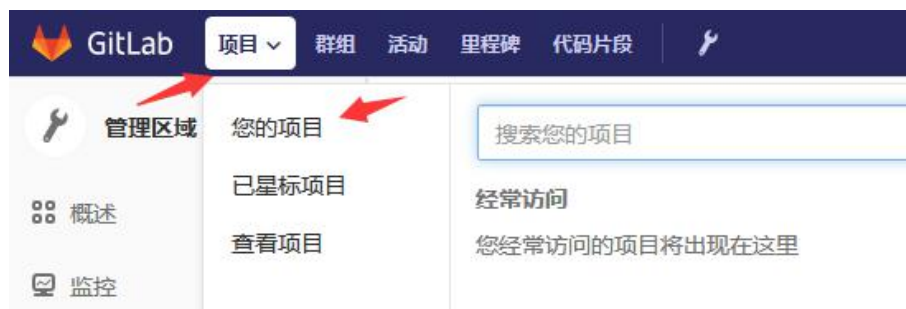 GitLab 项目 群组 活动 里程碑 代码片段
管理区域
概述
监控
您的项目
已星标项目
查看项目
搜索您的项目
经常访问
您经常访问的项目将出现在这里